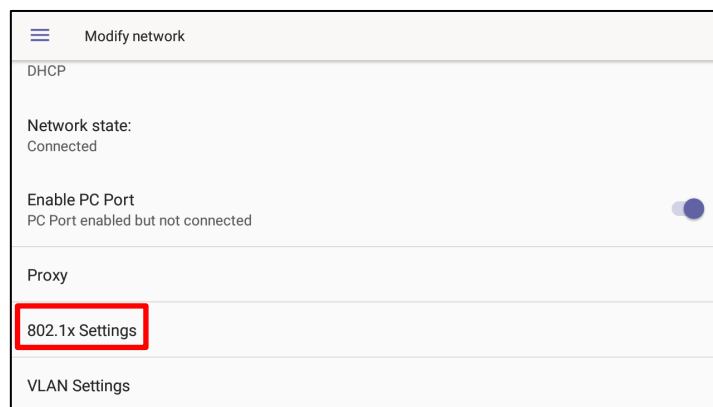 Modify network
DHCP
Network state:
Connected
Enable PC Port
PC Port enabled but not connected
Proxy
802.1x Settings
VLAN Settings